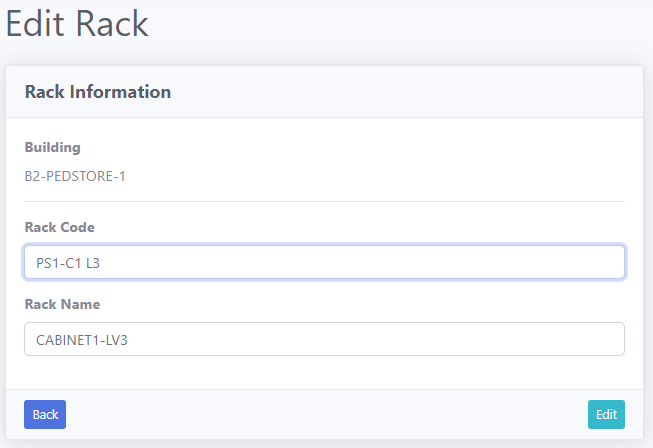 Edit Rack
Rack Information
Building
B2-PEDSTORE-1
Rack Code
PS1-C1 L3
Rack Name
CABINET1-LV3
Back Edit